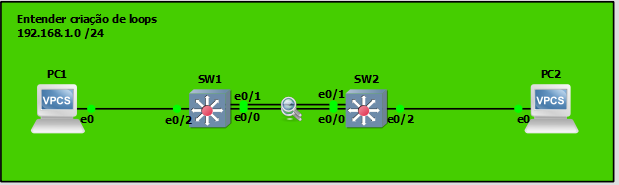 Entender criação de loops
192.168.1.0 /24
PC1
VPCS
e0
SW1
e0/2
e0/1
e0/0
SW2
e0/1
e0/0
e0/2
PC2
VPCS
e0